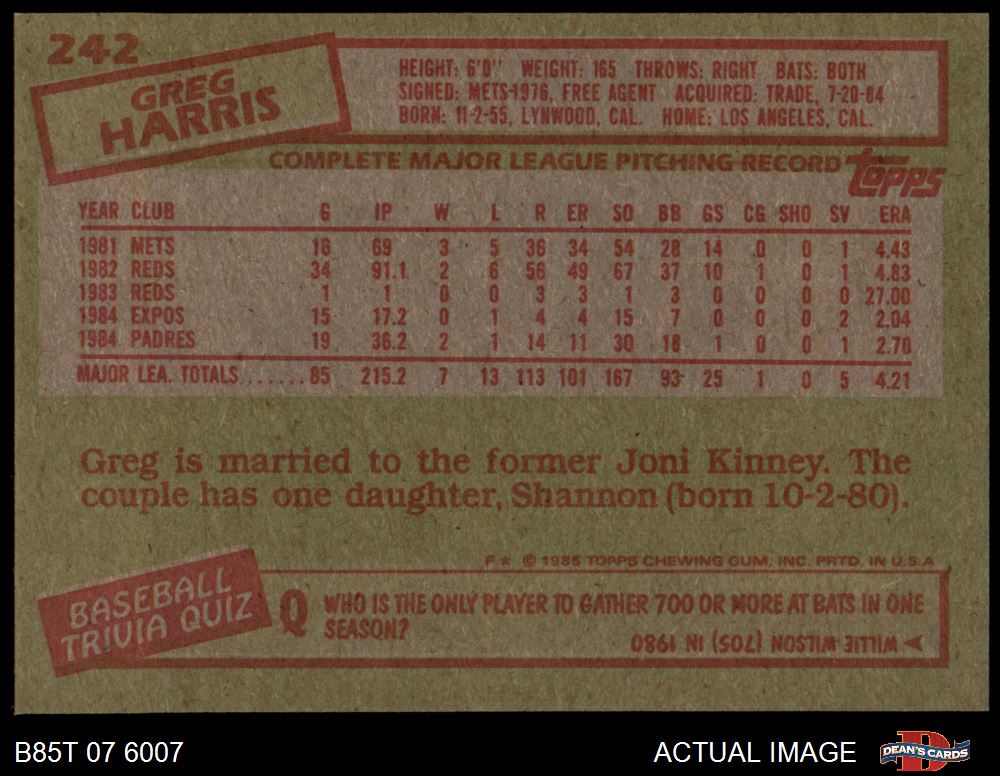 242
GREG
HARRIS
HEIGHT: 6'0" WEIGHT: 165 THROWS: RIGHT BATS: BOTH
SIGNED: METS-1976, FREE AGENT ACQUIRED: TRADE, 7-20-84
BORN: 11-2-55, LYNWOOD, CAL. HOME: LOS ANGELES, CAL.
COMPLETE MAJOR LEAGUE PITCHING RECORD topps
YEAR CLUB G IP W L R ER SO BB GS CG SHO SV ERA
1981 METS 16 69 3 5 36 34 54 28 14 0 0 1 4.43
1982 REDS 34 91.1 2 6 56 49 67 37 10 1 0 1 4.83
1983 REDS 1 1 0 0 3 3 1 3 0 0 0 0 27.00
1984 EXPOS 15 17.2 0 1 4 4 15 7 0 0 0 2 2.04
1984 PADRES 19 36.2 2 1 14 11 30 18 1 0 0 1 2.70
MAJOR LEA. TOTALS....... 85 215.2 7 13 113 101 167 93 25 1 0 5 4.21
Greg is married to the former Joni Kinney. The
couple has one daughter, Shannon (born 10-2-80).
F* © 1985 TOPPS CHEWING GUM, INC. PRTD. IN U.S.A
BASEBALL
TRIVIA QUIZ
Q WHO IS THE ONLY PLAYER TO GATHER 700 OR MORE AT BATS IN ONE
SEASON?
WILLIE WILSON (705) IN 1980
B85T 07 6007
ACTUAL IMAGE
D
DEAN'S CARDS